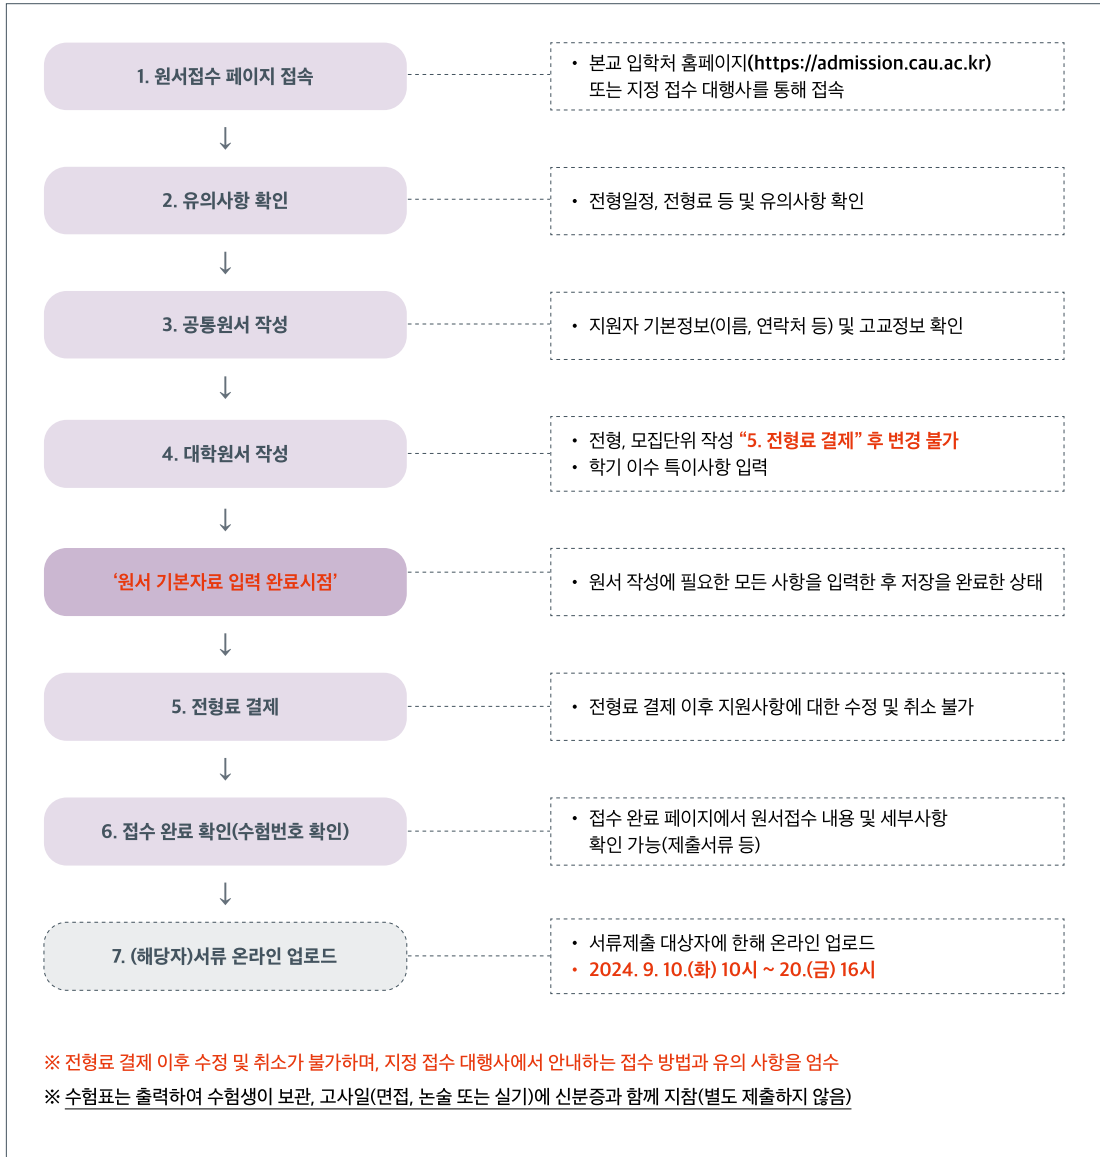 1. 원서접수 페이지 접속
• 본교 입학처 홈페이지(https://admission.cau.ac.kr)
또는 지정 접수 대행사를 통해 접속
↓
2. 유의사항 확인
• 전형일정, 전형료 등 및 유의사항 확인
↓
3. 공통원서 작성
• 지원자 기본정보(이름, 연락처 등) 및 고교정보 확인
↓
4. 대학원서 작성
• 전형, 모집단위 작성 “5. 전형료 결제” 후 변경 불가
• 학기 이수 특이사항 입력
↓
‘원서 기본자료 입력 완료시점’
• 원서 작성에 필요한 모든 사항을 입력한 후 저장을 완료한 상태
↓
5. 전형료 결제
• 전형료 결제 이후 지원사항에 대한 수정 및 취소 불가
↓
6. 접수 완료 확인(수험번호 확인)
• 접수 완료 페이지에서 원서접수 내용 및 세부사항
확인 가능(제출서류 등)
↓
7. (해당자)서류 온라인 업로드
• 서류제출 대상자에 한해 온라인 업로드
• 2024. 9. 10.(화) 10시 ~ 20.(금) 16시
※ 전형료 결제 이후 수정 및 취소가 불가하며, 지정 접수 대행사에서 안내하는 접수 방법과 유의 사항을 엄수
※ 수험표는 출력하여 수험생이 보관, 고사일(면접, 논술 또는 실기)에 신분증과 함께 지참(별도 제출하지 않음)